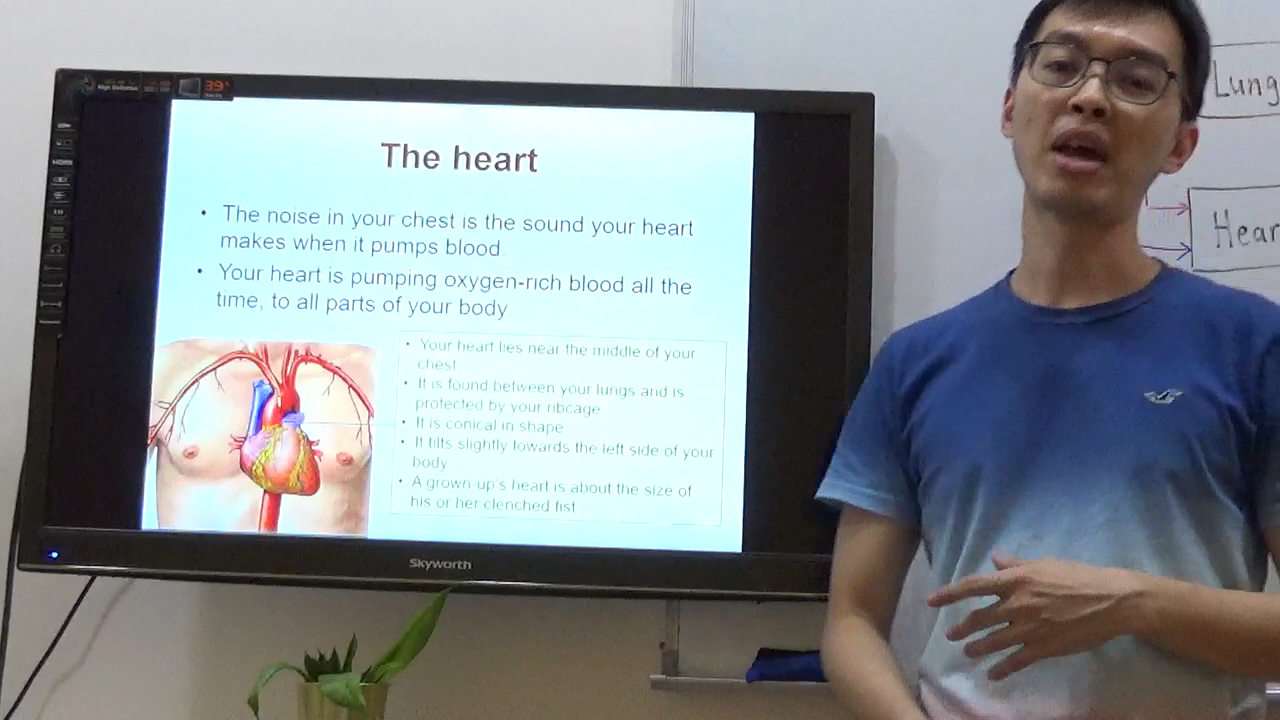 39°
The heart
• The noise in your chest is the sound your heart
makes when it pumps blood.
• Your heart is pumping oxygen-rich blood all the
time, to all parts of your body
• Your heart lies near the middle of your
chest
• It is found between your lungs and is
protected by your ribcage
• It is conical in shape
• It tilts slightly towards the left side of your
body
• A grown up's heart is about the size of
his or her clenched fist
Skyworth
Lung
Hear